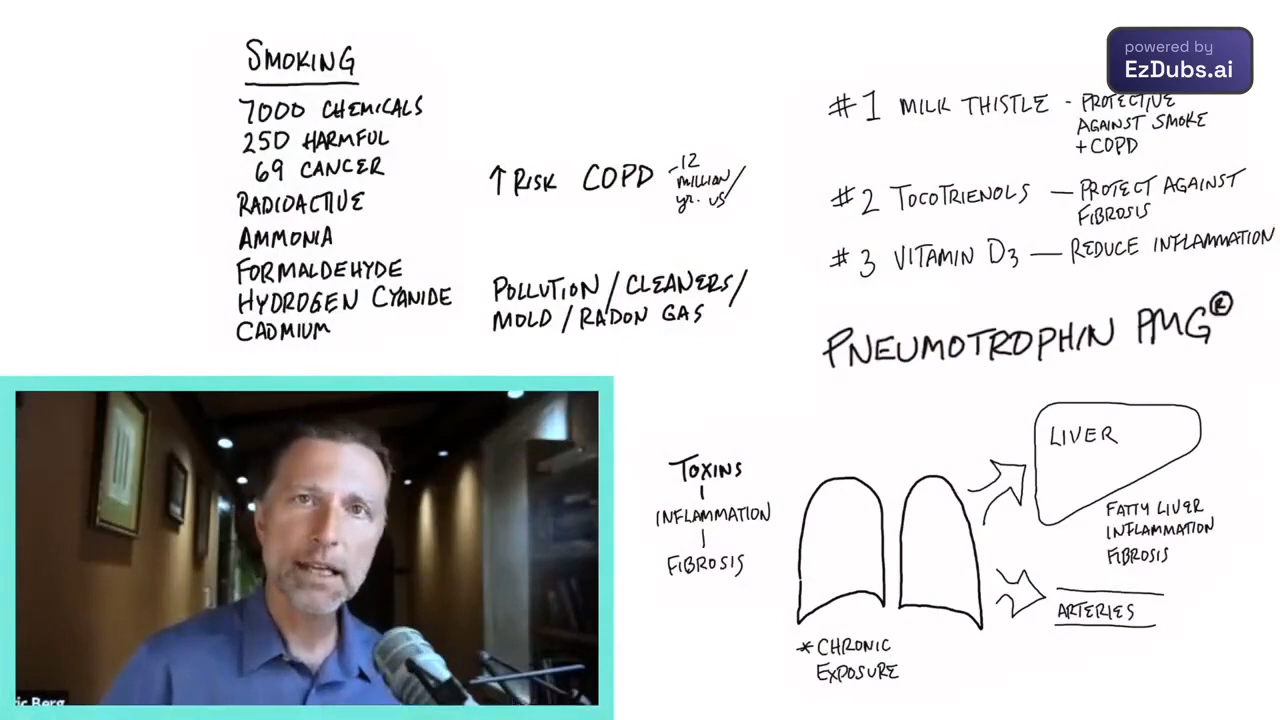 powered by
EzDubs.ai
SMOKING
7000 CHEMICALS
250 HARMFUL
69 CANCER
RADIOACTIVE
AMMONIA
FORMALDEHYDE
HYDROGEN CYANIDE
CADMIUM
↑ RISK COPD - 12
MILLION/
yr. US
POLLUTION / CLEANERS/
MOLD / RADON GAS
#1 MILK THISTLE - PROTECTIVE
AGAINST SMOKE
+ COPD
#2 TOCOTRIENOLS — PROTECT AGAINST
FIBROSIS
#3 VITAMIN D3 — REDUCE INFLAMMATION
PNEUMOTROPHIN PMG®
TOXINS
INFLAMMATION
FIBROSIS
* CHRONIC
EXPOSURE
LIVER
FATTY LIVER
INFLAMMATION
FIBROSIS
ARTERIES
ic Berg